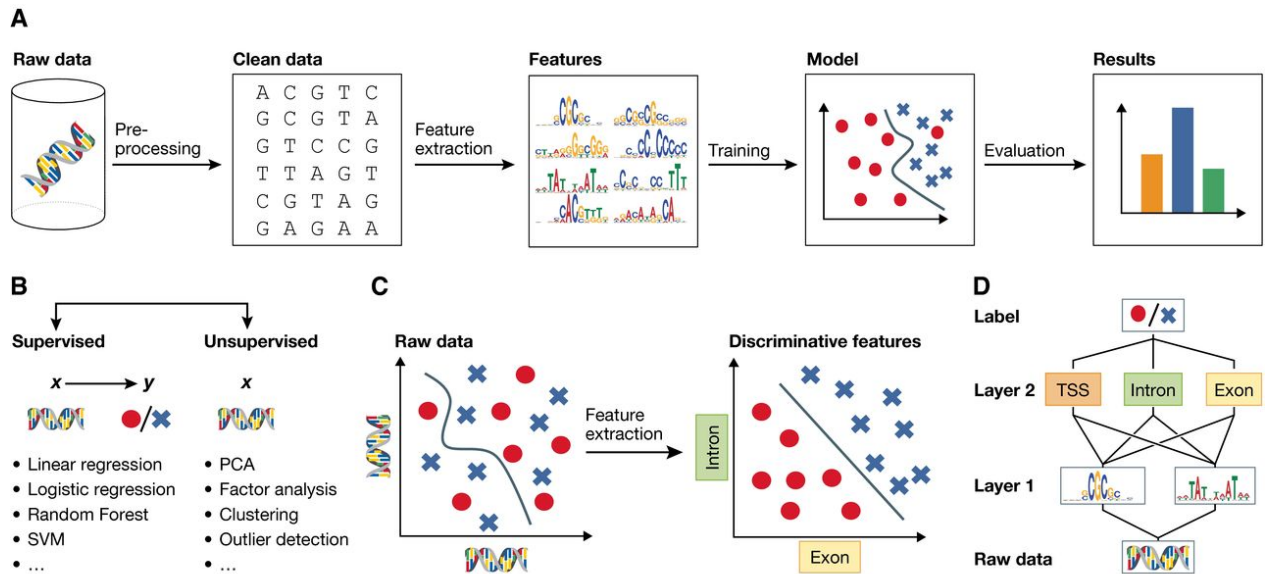 A
Raw data
Clean data
Features
Model
Results
Pre-
processing
A C G T C
G C G T A
G T C C G
T T A G T
C G T A G
G A G A A
Feature
extraction
Training
Evaluation
B
Supervised
Unsupervised
x
y
x
/
• Linear regression
• Logistic regression
• Random Forest
• SVM
• ...
• PCA
• Factor analysis
• Clustering
• Outlier detection
• ...
C
Raw data
Feature
extraction
Discriminative features
Intron
Exon
D
Label
/
Layer 2
TSS
Intron
Exon
Layer 1
Raw data